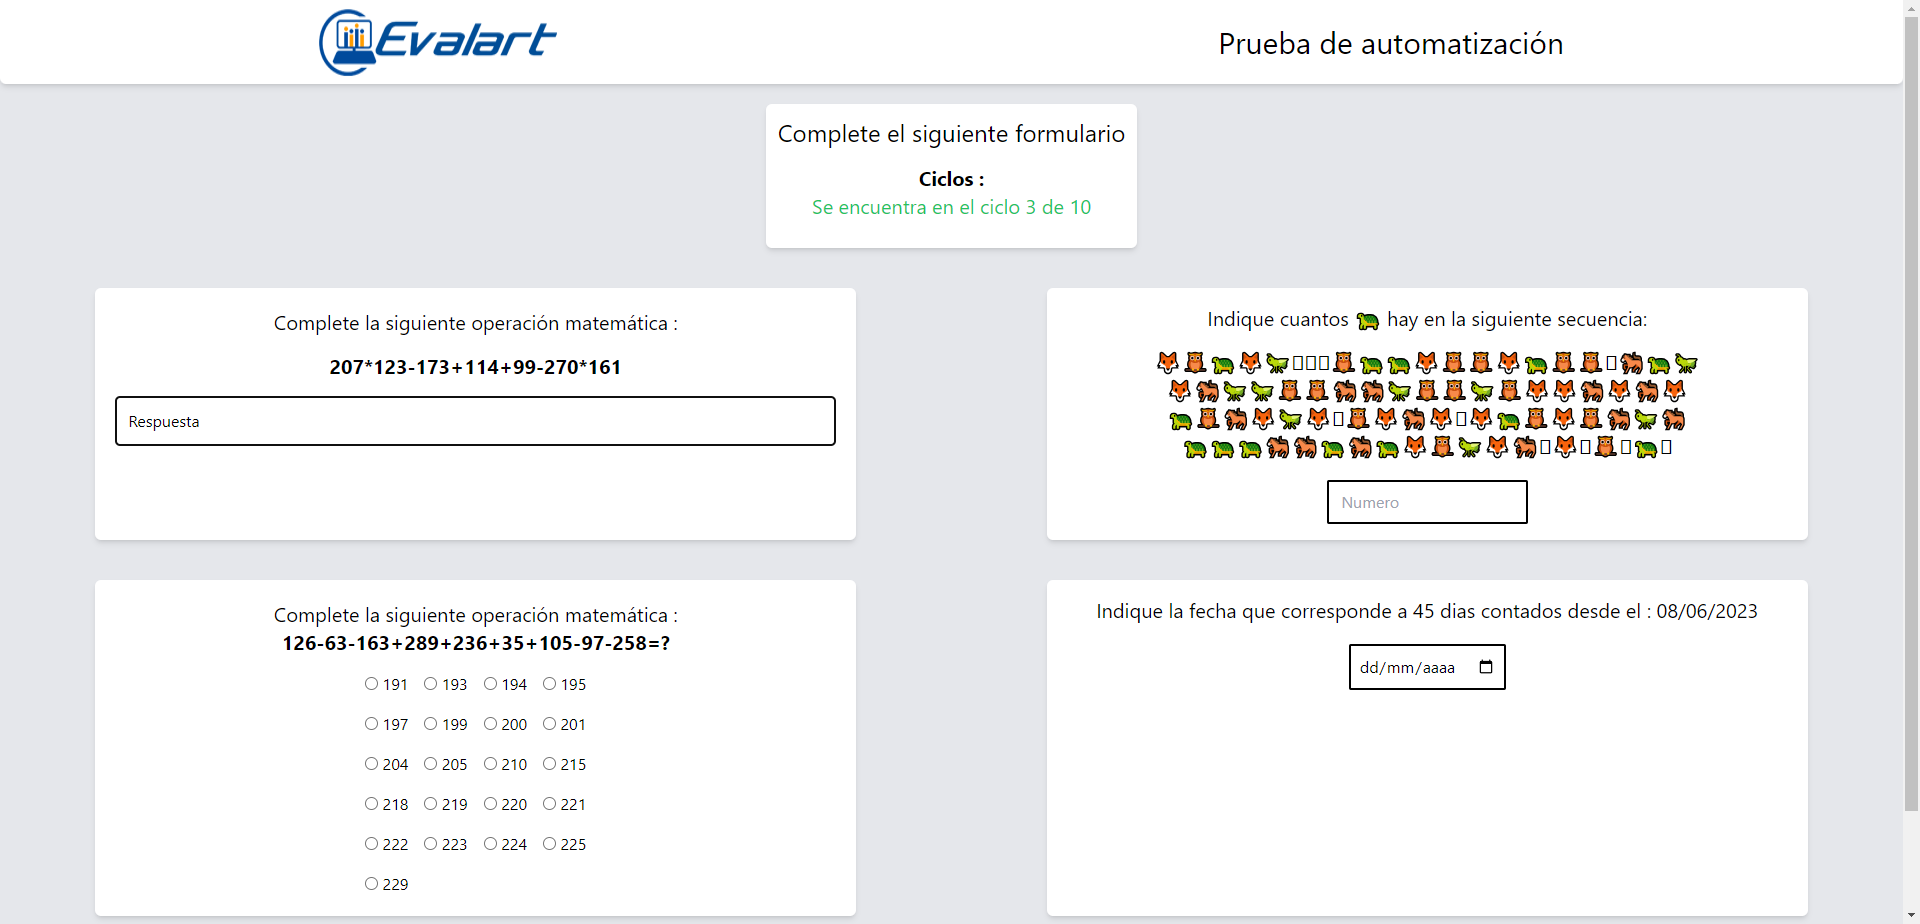 Evalart
Prueba de automatización
Complete el siguiente formulario
Ciclos :
Se encuentra en el ciclo 3 de 10
Complete la siguiente operación matemática :
207*123-173+114+99-270*161
Respuesta
Indique cuantos 🐢 hay en la siguiente secuencia:
Numero
Complete la siguiente operación matemática :
126-63-163+289+236+35+105-97-258=?
191 193 194 195
197 199 200 201
204 205 210 215
218 219 220 221
222 223 224 225
229
Indique la fecha que corresponde a 45 dias contados desde el : 08/06/2023
dd/mm/aaaa